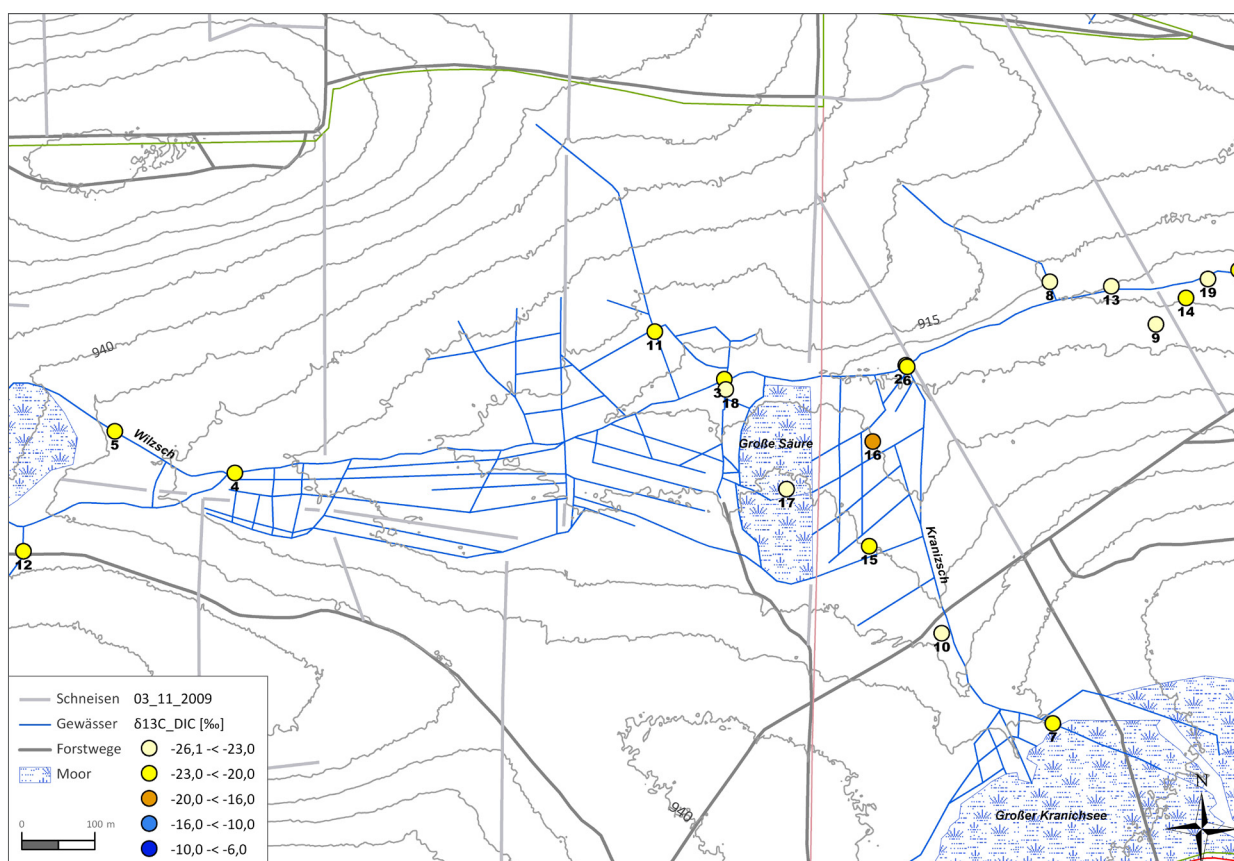 8
13
19
14
9
915
940
11
3
18
2
6
5
Wilzsch
4
Große Säure
16
17
12
15
Kranizsch
10
7
Großer Kranichsee
940
N
Schneisen 03_11_2009
Gewässer δ13C_DIC [‰]
Forstwege -26,1 -< -23,0
Moor -23,0 -< -20,0
-20,0 -< -16,0
-16,0 -< -10,0
0 100 m
-10,0 -< -6,0